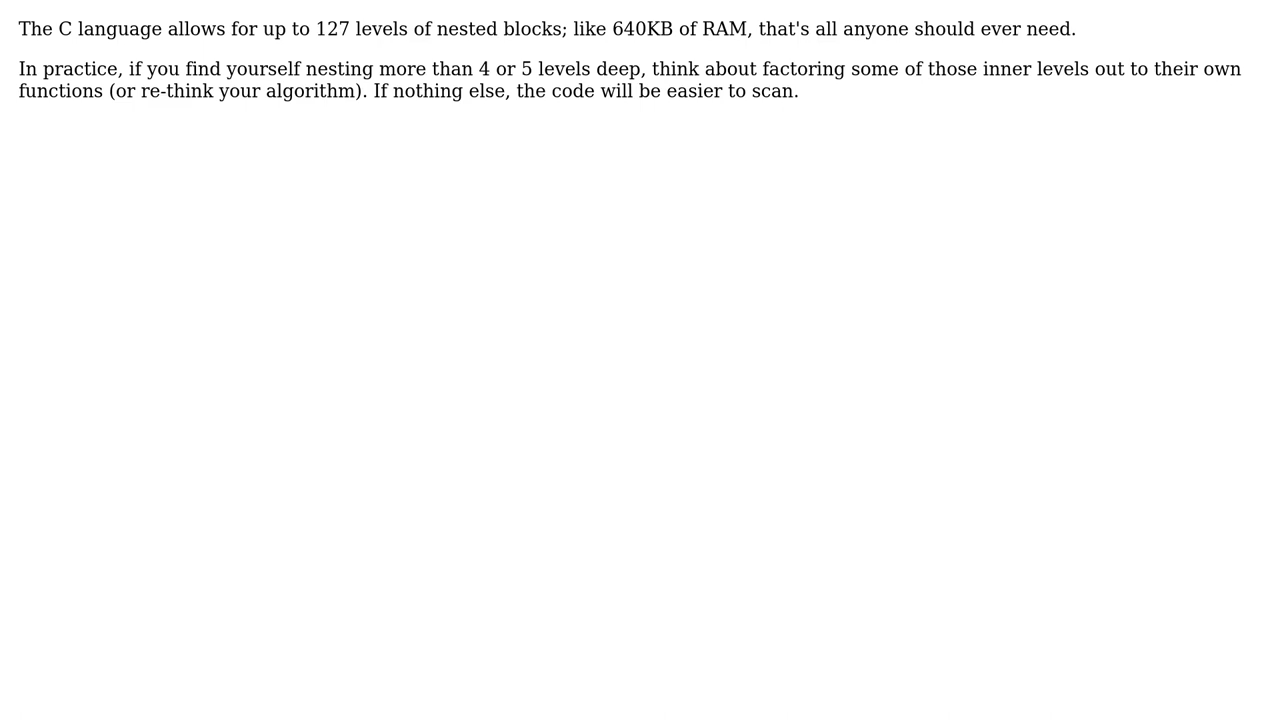 The C language allows for up to 127 levels of nested blocks; like 640KB of RAM, that's all anyone should ever need.
In practice, if you find yourself nesting more than 4 or 5 levels deep, think about factoring some of those inner levels out to their own
functions (or re-think your algorithm). If nothing else, the code will be easier to scan.